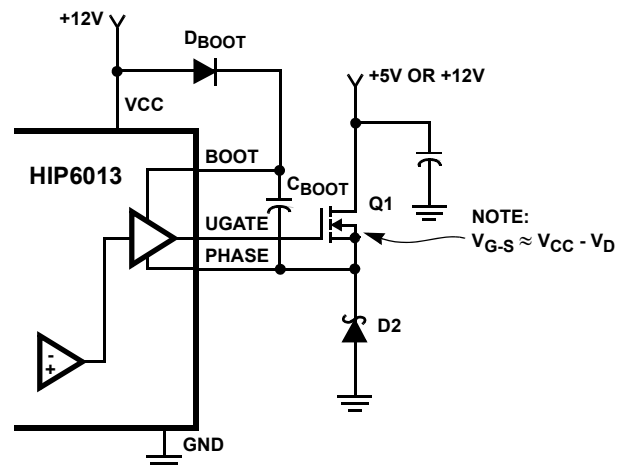 +12V
DBOOT
+5V OR +12V
VCC
BOOT
HIP6013
CBOOT
Q1
UGATE
NOTE:
VG-S ≈ VCC - VD
PHASE
D2
-
+
GND